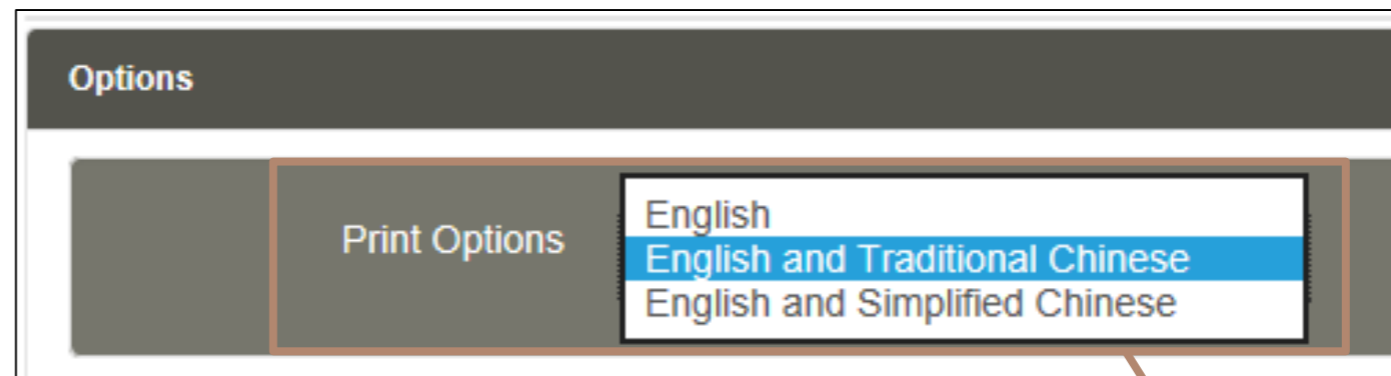 Options
Print Options
English
English and Traditional Chinese
English and Simplified Chinese